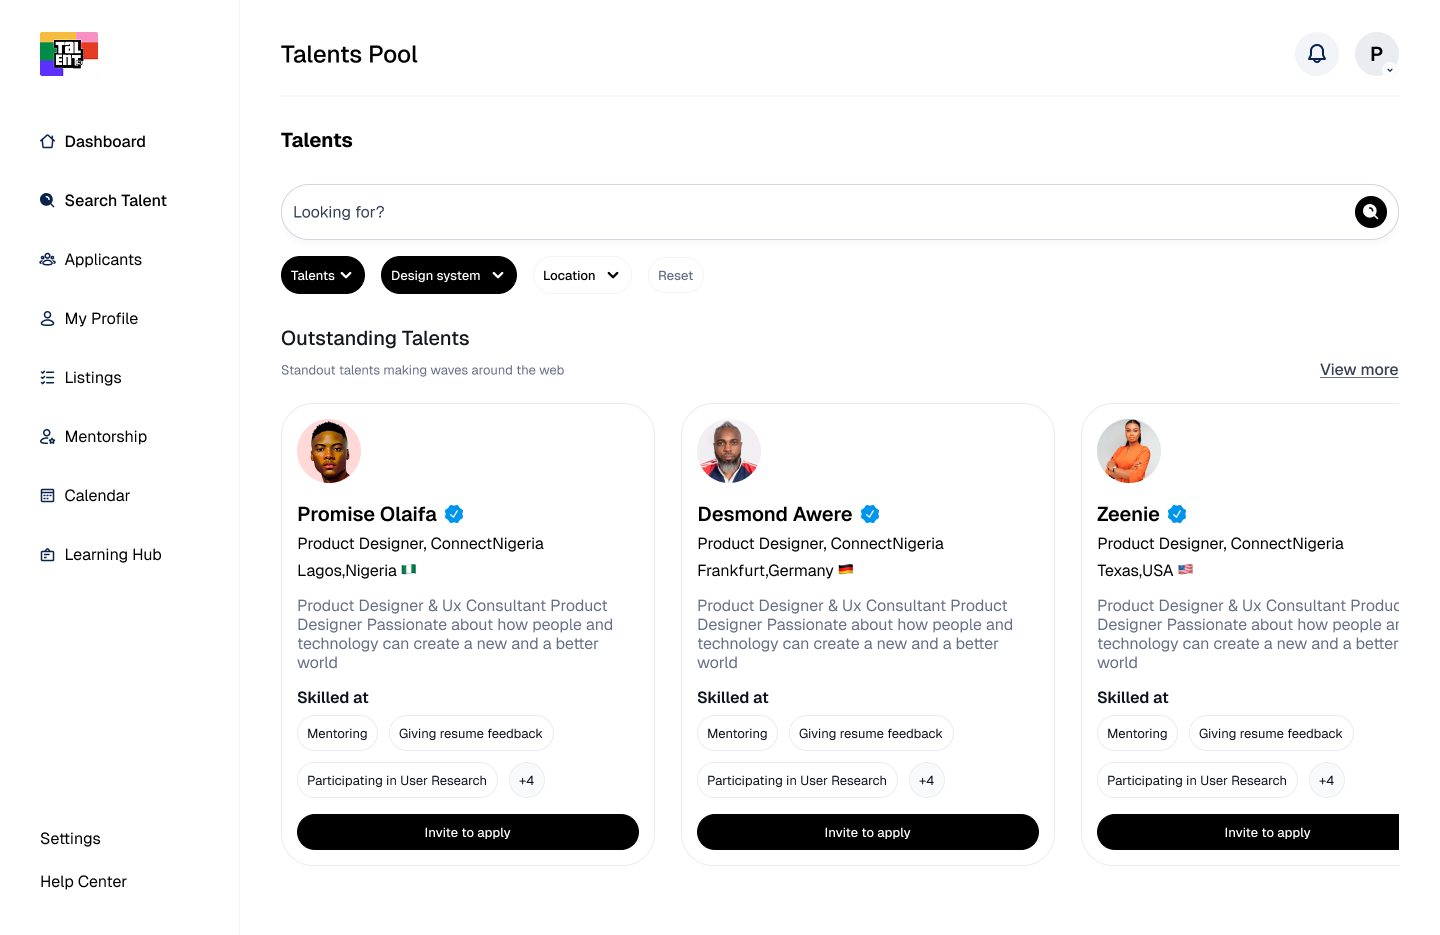 TaL
ENT
Talents Pool
P
Dashboard
Search Talent
Applicants
My Profile
Listings
Mentorship
Calendar
Learning Hub
Settings
Help Center
Talents
Looking for?
Talents
Design system
Location
Reset
Outstanding Talents
Standout talents making waves around the web
View more
Promise Olaifa
Product Designer, ConnectNigeria
Lagos,Nigeria
Product Designer & Ux Consultant Product
Designer Passionate about how people and
technology can create a new and a better
world
Skilled at
Mentoring
Giving resume feedback
Participating in User Research
+4
Invite to apply
Desmond Awere
Product Designer, ConnectNigeria
Frankfurt,Germany
Product Designer & Ux Consultant Product
Designer Passionate about how people and
technology can create a new and a better
world
Skilled at
Mentoring
Giving resume feedback
Participating in User Research
+4
Invite to apply
Zeenie
Product Designer, ConnectNigeria
Texas,USA
Product Designer & Ux Consultant Produc
Designer Passionate about how people ar
technology can create a new and a better
world
Skilled at
Mentoring
Giving resume feedback
Participating in User Research
+4
Invite to apply